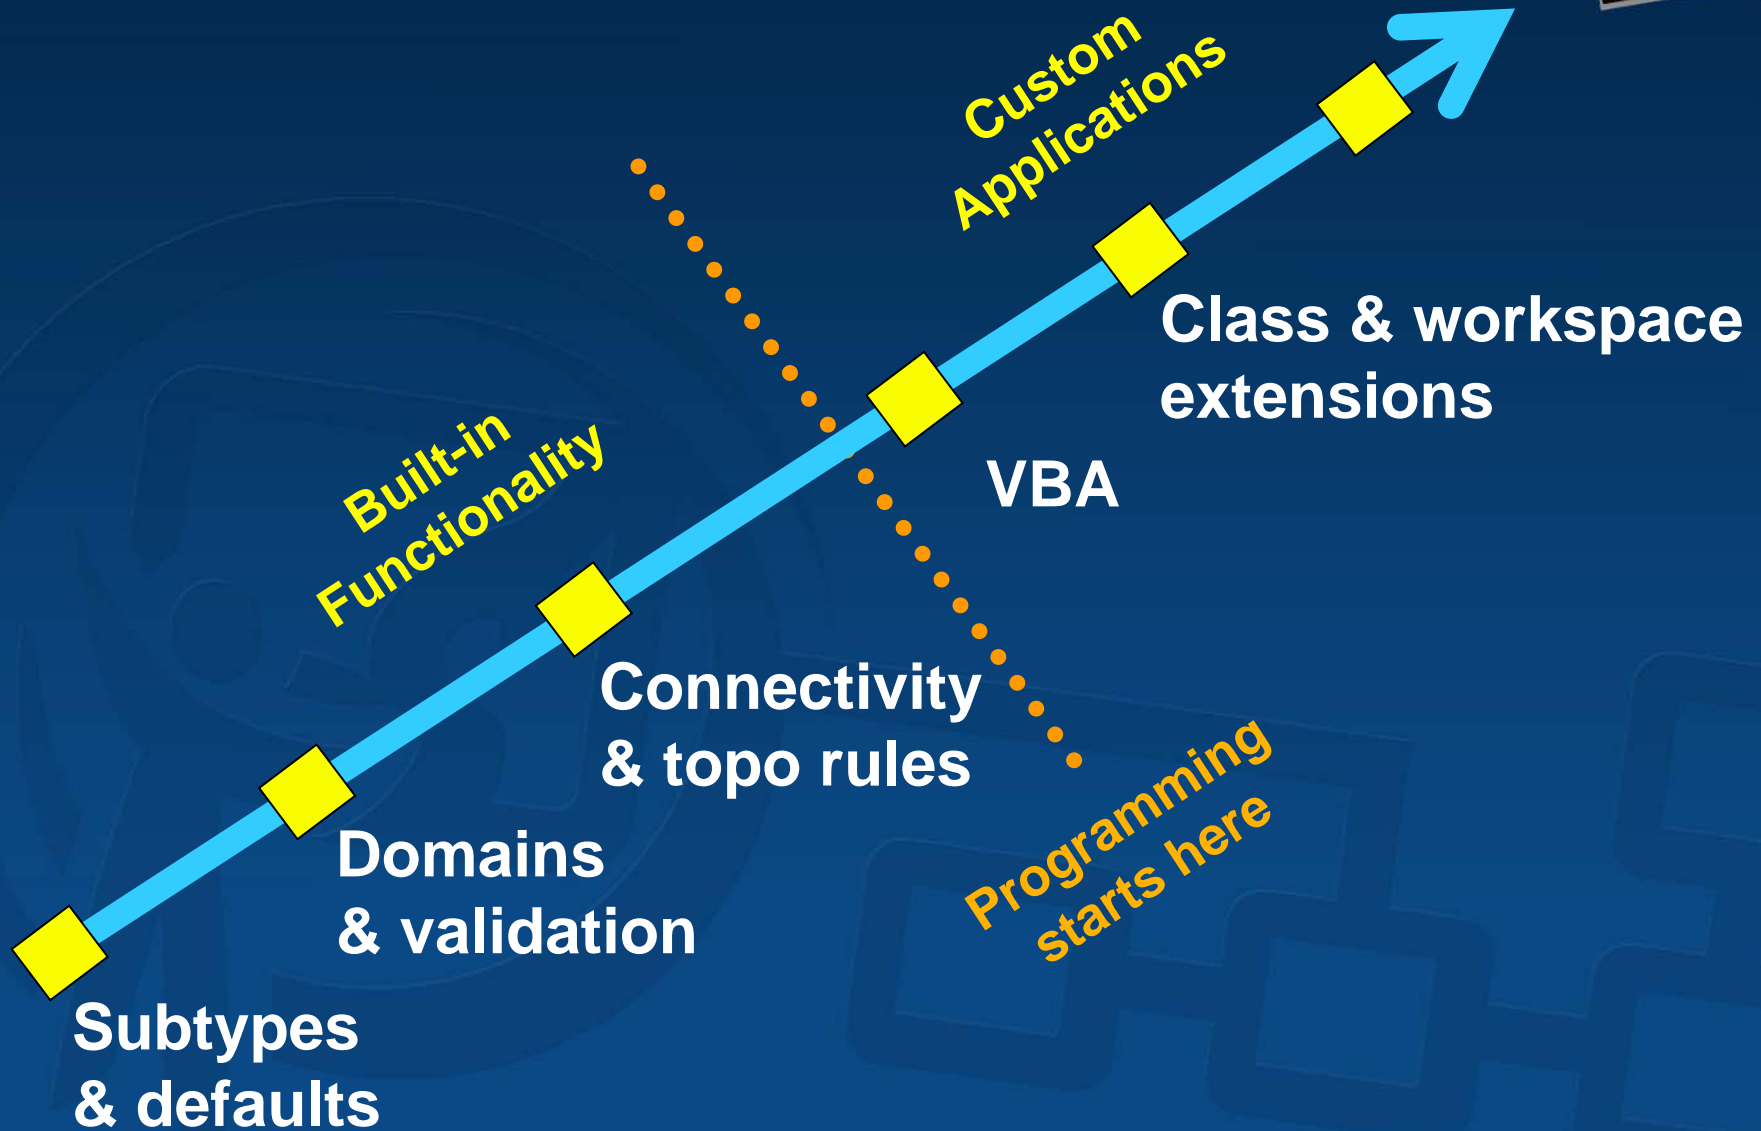 Custom
Applications
Class & workspace
extensions
Built-in
Functionality
VBA
Connectivity
& topo rules
Programming
starts here
Domains
& validation
Subtypes
& defaults